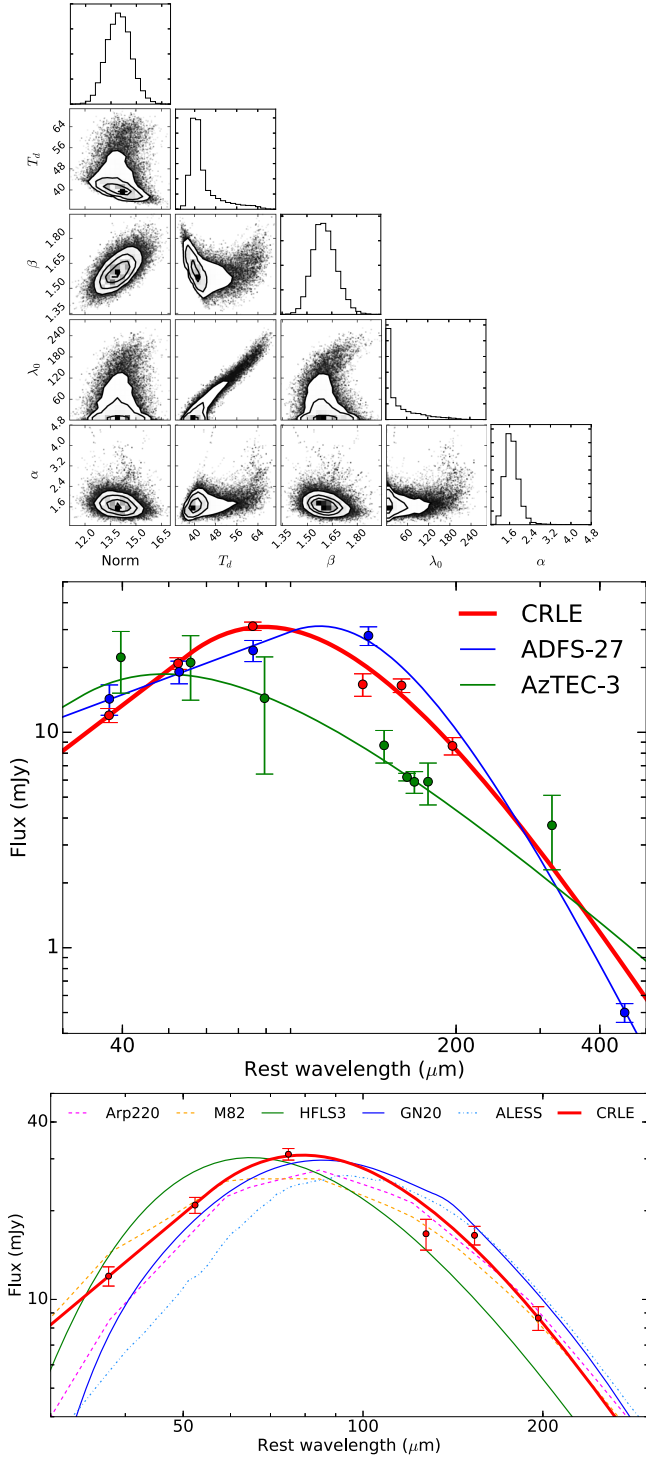 64
56
48
40
T_d
1.80
1.65
1.50
1.35
β
240
180
120
60
λ_0
4.8
4.0
3.2
2.4
1.6
α
12.0 13.5 15.0 16.5 40 48 56 64 1.35 1.50 1.65 1.80 60 120 180 240 1.6 2.4 3.2 4.0 4.8
Norm T_d β λ_0 α
CRLE
ADFS-27
AzTEC-3
10
1
Flux (mJy)
40 200 400
Rest wavelength (μm)
40
Arp220 M82 HFLS3 GN20 ALESS CRLE
10
Flux (mJy)
50 100 200
Rest wavelength (μm)